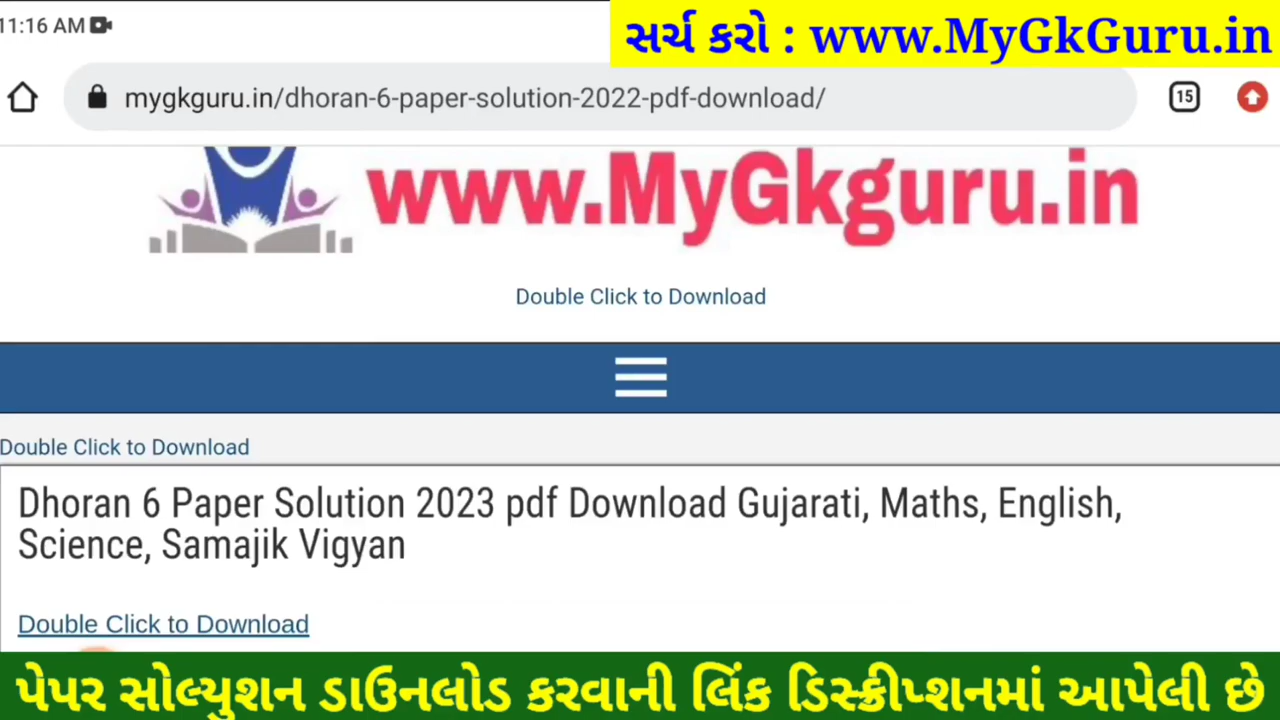 11:16 AM
સર્ચ કરો : www.MyGkGuru.in
mygkguru.in/dhoran-6-paper-solution-2022-pdf-download/
15
www.MyGkguru.in
Double Click to Download
Double Click to Download
Dhoran 6 Paper Solution 2023 pdf Download Gujarati, Maths, English,
Science, Samajik Vigyan
Double Click to Download
પેપર સોલ્યુશન ડાઉનલોડ કરવાની લિંક ડિસ્ક્રીપ્શનમાં આપેલી છે